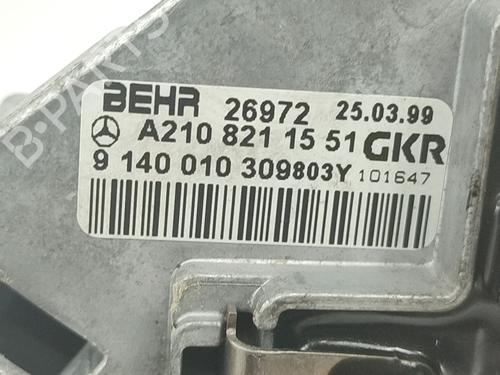 B-PARTS
BEHR 26972 25.03.99
A210 821 15 51 GKR
9 140 010 309803Y 101647